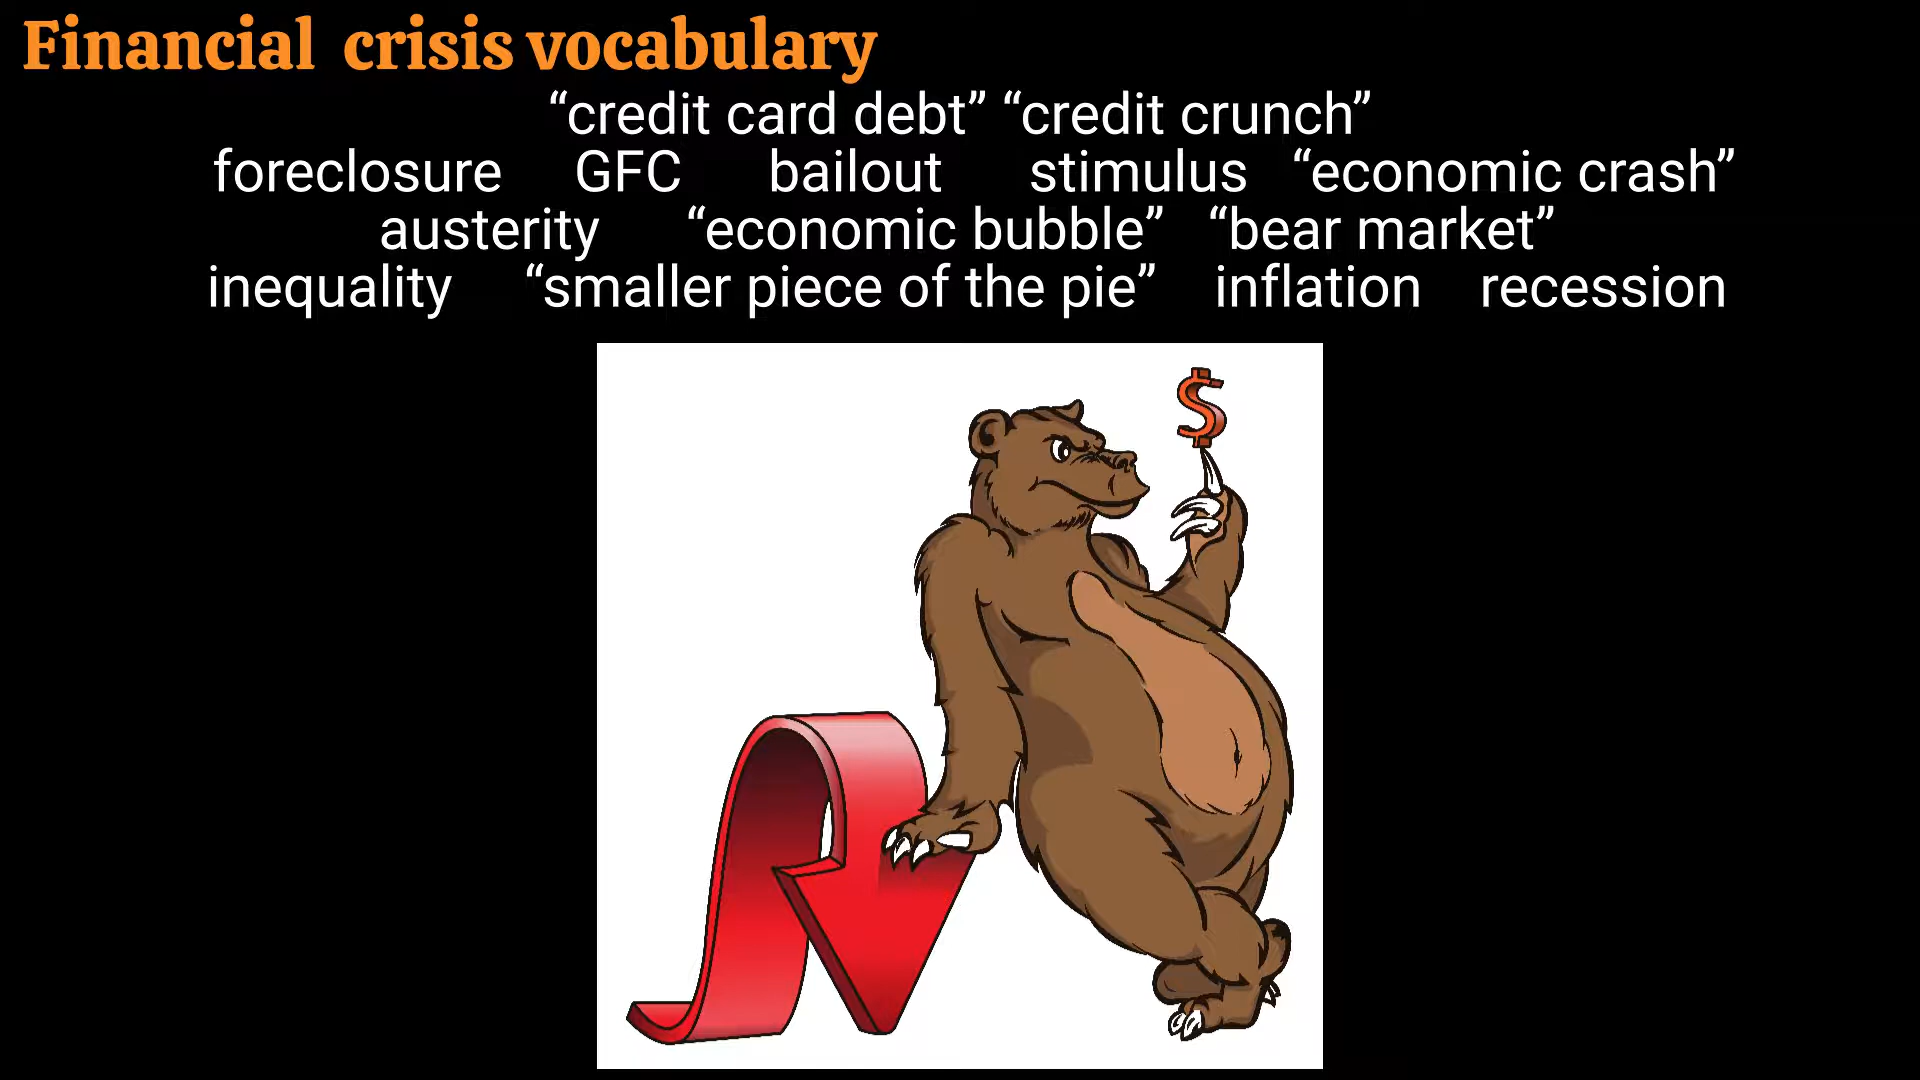 Financial crisis vocabulary
“credit card debt” “credit crunch”
foreclosure GFC bailout stimulus “economic crash”
austerity “economic bubble” “bear market”
inequality “smaller piece of the pie” inflation recession
$